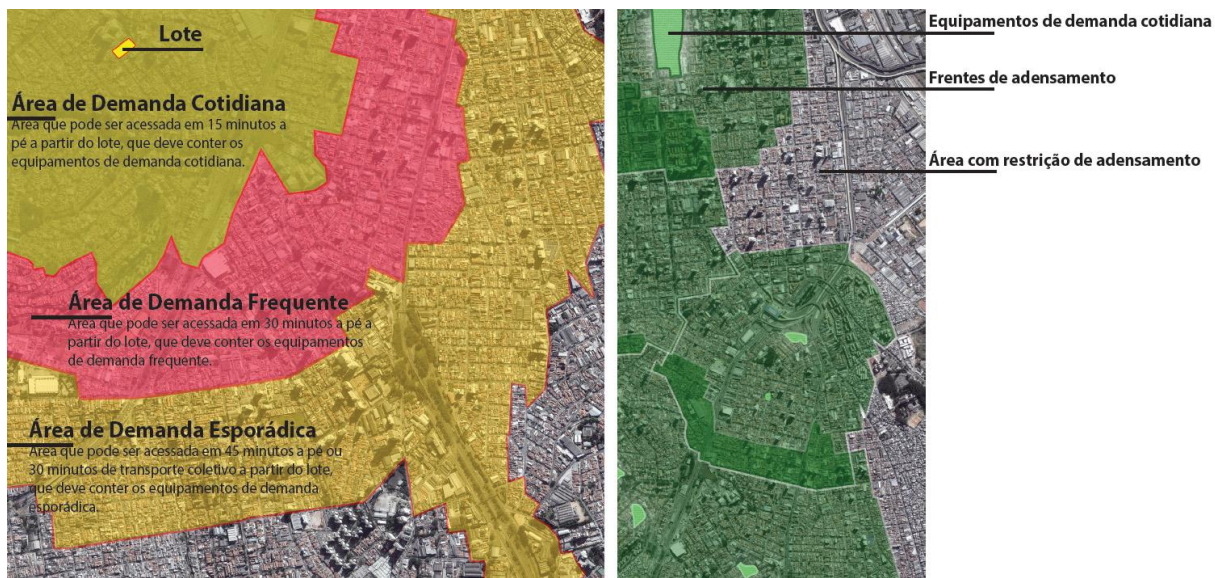 Lote
Área de Demanda Cotidiana
Área que pode ser acessada em 15 minutos a
pé a partir do lote, que deve conter os
equipamentos de demanda cotidiana.
Área de Demanda Frequente
Área que pode ser acessada em 30 minutos a pé a
partir do lote, que deve conter os equipamentos
de demanda frequente.
Área de Demanda Esporádica
Área que pode ser acessada em 45 minutos a pé ou
30 minutos de transporte coletivo a partir do lote,
que deve conter os equipamentos de demanda
esporádica.
Equipamentos de demanda cotidiana
Frentes de adensamento
Área com restrição de adensamento